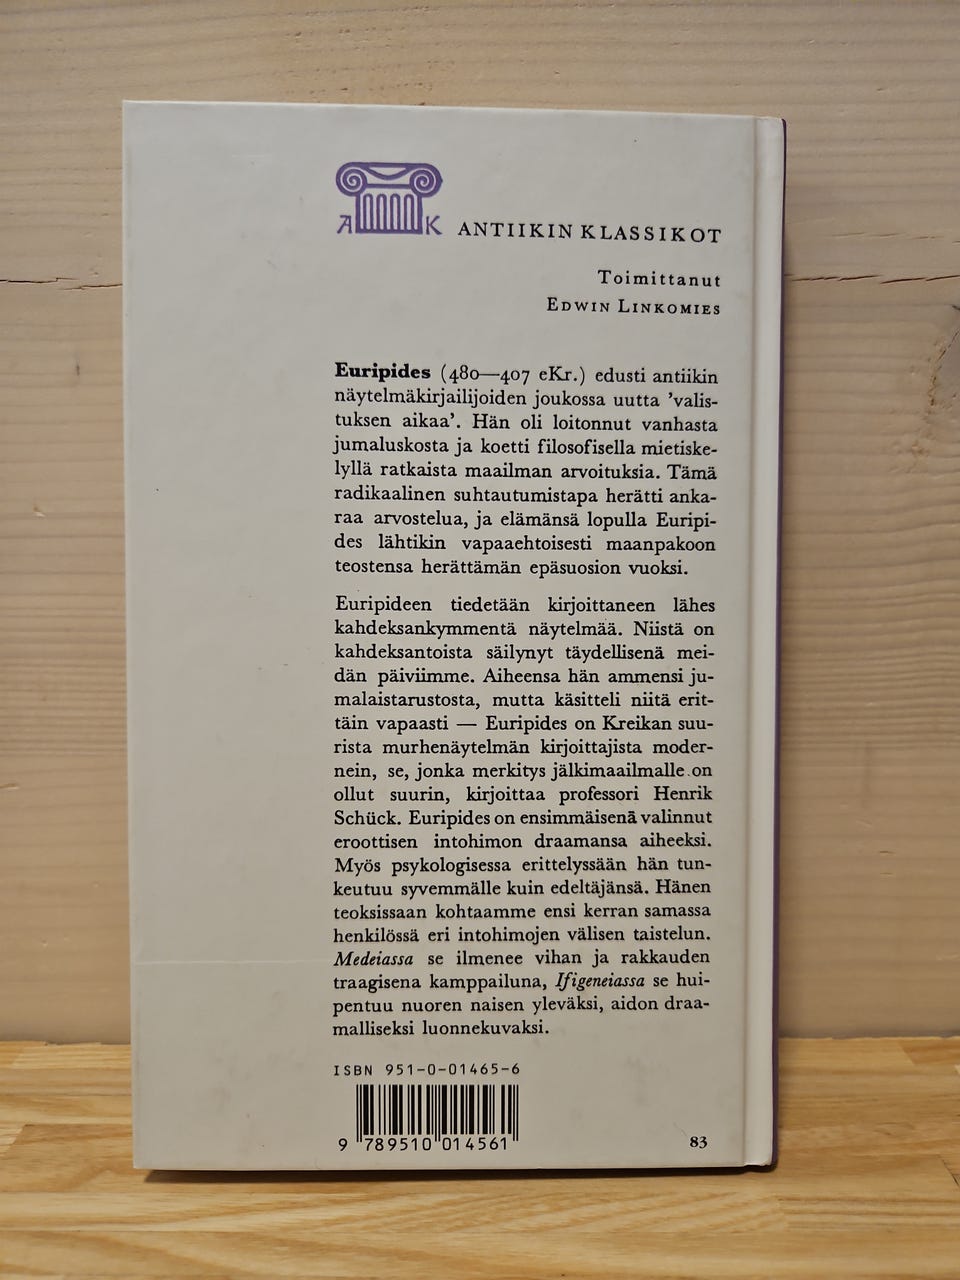 A K ANTIIKIN KLASSIKOT
Toimittanut
EDWIN LINKOMIES
Euripides (480—407 eKr.) edusti antiikin
näytelmäkirjailijoiden joukossa uutta 'valis-
tuksen aikaa'. Hän oli loitonnut vanhasta
jumaluskosta ja koetti filosofisella mietiske-
lyllä ratkaista maailman arvoituksia. Tämä
radikaalinen suhtautumistapa herätti anka-
raa arvostelua, ja elämänsä lopulla Euripi-
des lähtikin vapaaehtoisesti maanpakoon
teostensa herättämän epäsuosion vuoksi.
Euripideen tiedetään kirjoittaneen lähes
kahdeksankymmentä näytelmää. Niistä on
kahdeksantoista säilynyt täydellisenä mei-
dän päiviimme. Aiheensa hän ammensi ju-
malaistarustosta, mutta käsitteli niitä erit-
täin vapaasti — Euripides on Kreikan suu-
rista murhenäytelmän kirjoittajista moder-
nein, se, jonka merkitys jälkimaailmalle on
ollut suurin, kirjoittaa professori Henrik
Schück. Euripides on ensimmäisenä valinnut
eroottisen intohimon draamansa aiheeksi.
Myös psykologisessa erittelyssään hän tun-
keutuu syvemmälle kuin edeltäjänsä. Hänen
teoksissaan kohtaamme ensi kerran samassa
henkilössä eri intohimojen välisen taistelun.
Medeiassa se ilmenee vihan ja rakkauden
traagisena kamppailuna, Ifigeneiassa se hui-
pentuu nuoren naisen yleväksi, aidon draa-
malliseksi luonnekuvaksi.
ISBN 951-0-01465-6
9 789510 014561
83